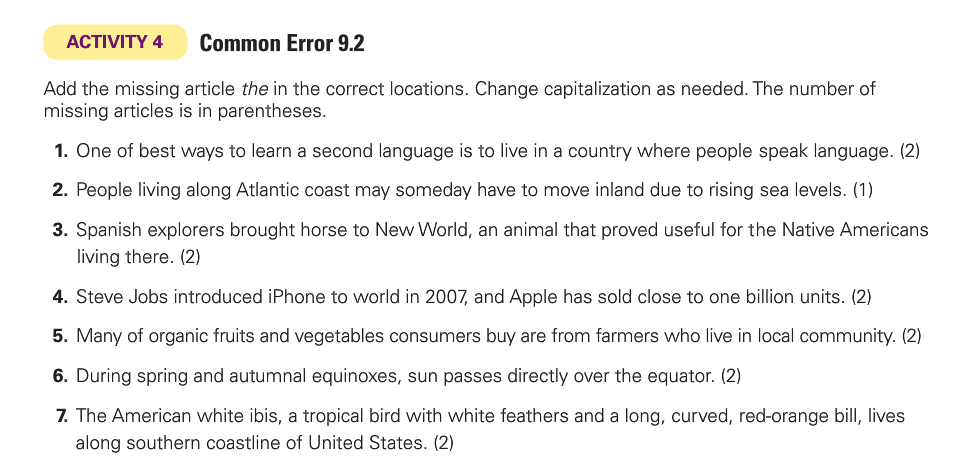 ACTIVITY 4 Common Error 9.2
Add the missing article the in the correct locations. Change capitalization as needed. The number of
missing articles is in parentheses.
1. One of best ways to learn a second language is to live in a country where people speak language. (2)
2. People living along Atlantic coast may someday have to move inland due to rising sea levels. (1)
3. Spanish explorers brought horse to New World, an animal that proved useful for the Native Americans
living there. (2)
4. Steve Jobs introduced iPhone to world in 2007, and Apple has sold close to one billion units. (2)
5. Many of organic fruits and vegetables consumers buy are from farmers who live in local community. (2)
6. During spring and autumnal equinoxes, sun passes directly over the equator. (2)
7. The American white ibis, a tropical bird with white feathers and a long, curved, red-orange bill, lives
along southern coastline of United States. (2)